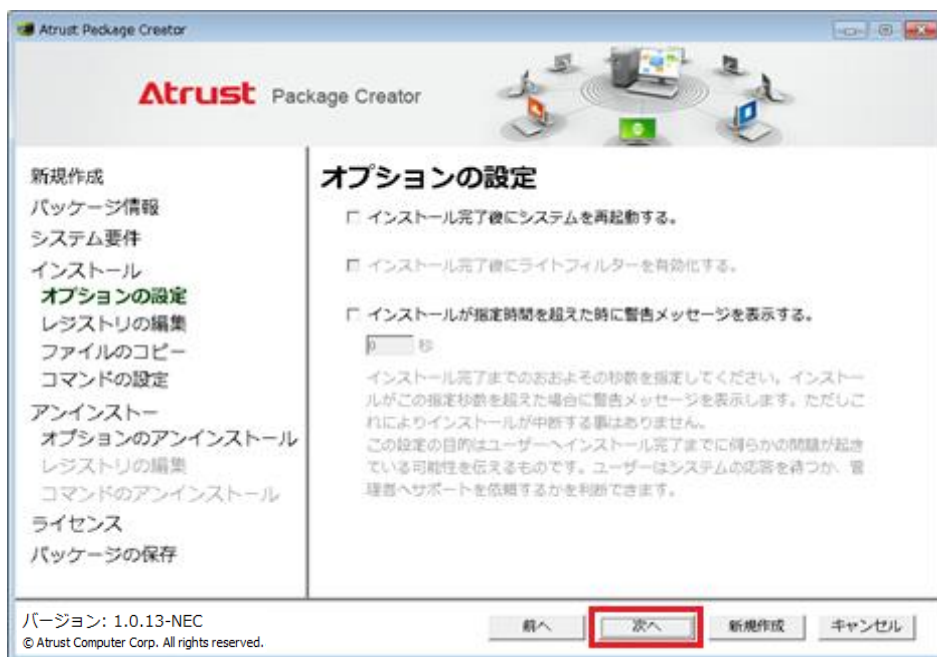 Atrust Package Creator
Atrust Package Creator
新規作成
パッケージ情報
システム要件
インストール
オプションの設定
レジストリの編集
ファイルのコピー
コマンドの設定
アンインストー
オプションのアンインストール
レジストリの編集
コマンドのアンインストール
ライセンス
パッケージの保存
オプションの設定
インストール完了後にシステムを再起動する。
インストール完了後にライトフィルターを有効化する。
インストールが指定時間を超えた時に警告メッセージを表示する。
0 秒
インストール完了までのおおよその秒数を指定してください。インストー
ルがこの指定秒数を超えた場合に警告メッセージを表示します。ただしこ
れによりインストールが中断する事はありません。
この設定の目的はユーザーへインストール完了までに何らかの問題が起き
ている可能性を伝えるものです。ユーザーはシステムの応答を待つか、管
理者へサポートを依頼するかを判断できます。
バージョン: 1.0.13-NEC
© Atrust Computer Corp. All rights reserved.
前へ 次へ 新規作成 キャンセル